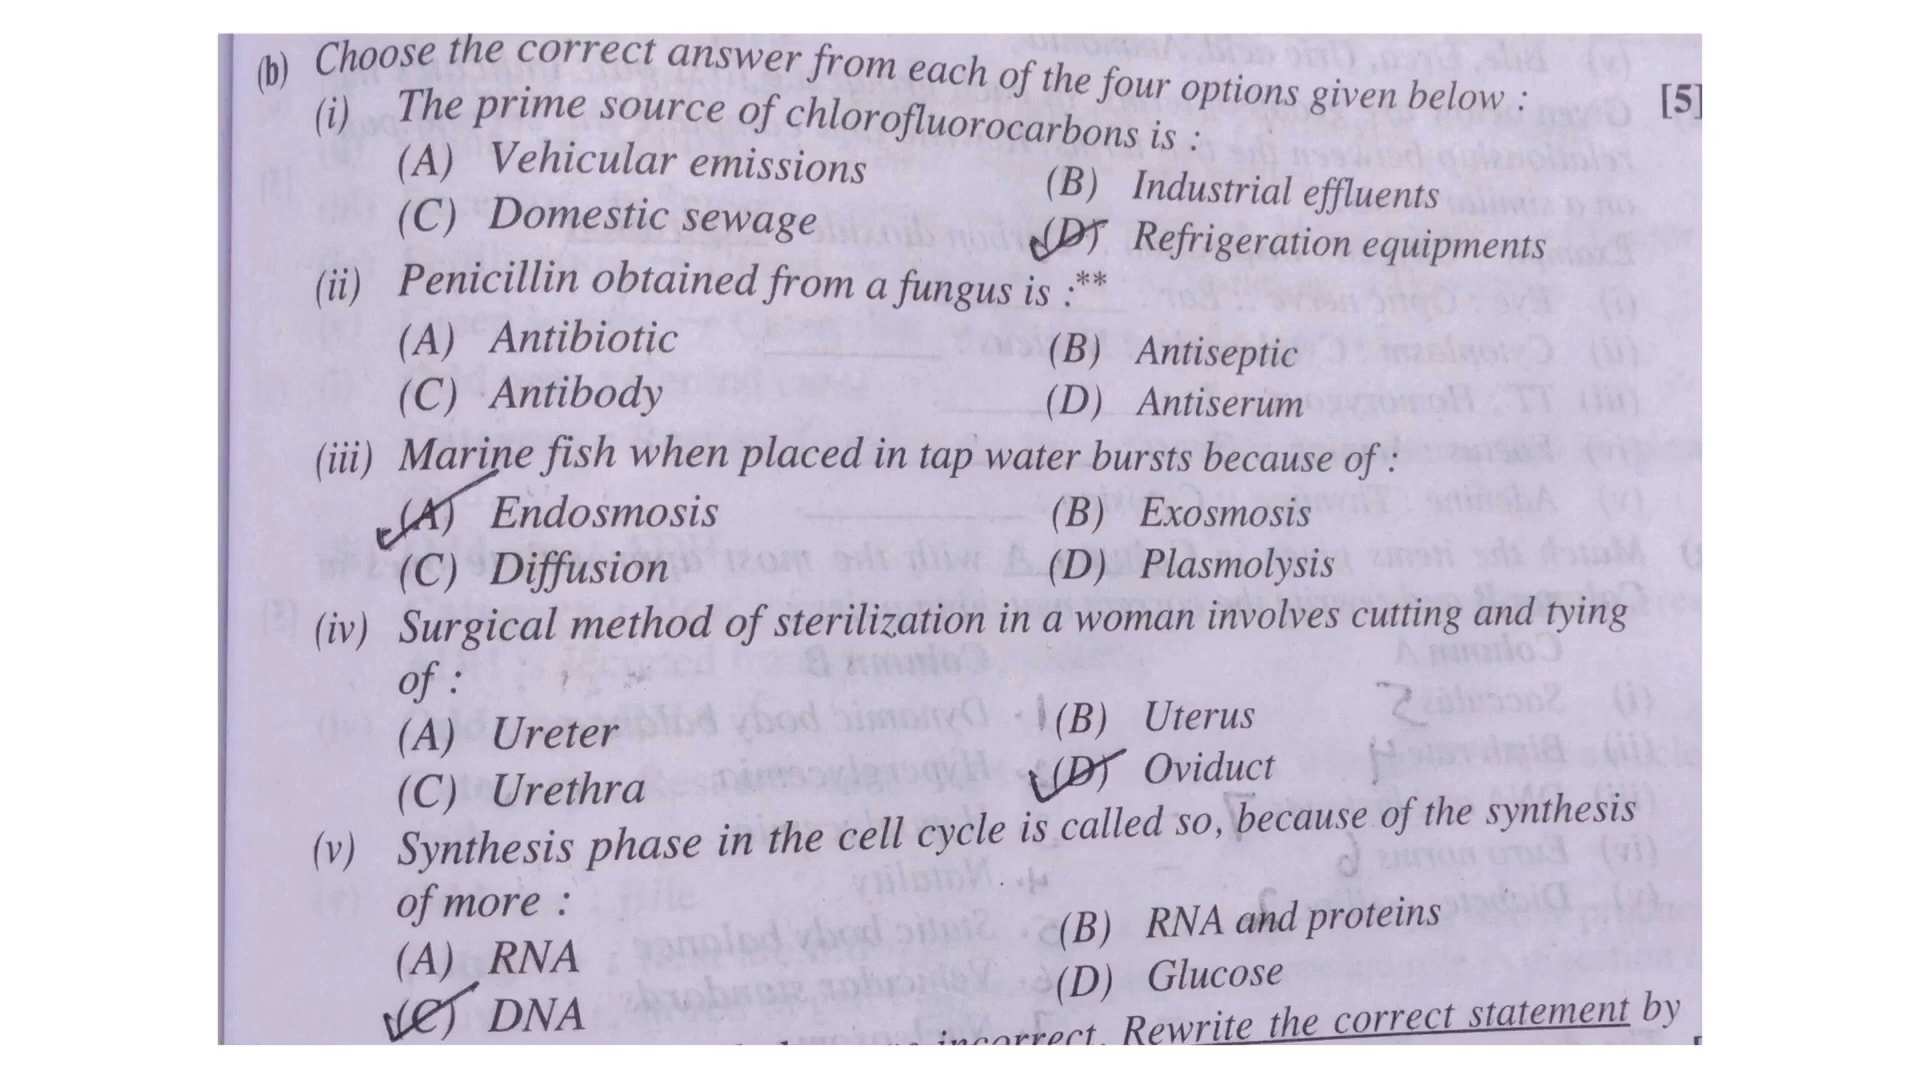 (b) Choose the correct answer from each of the four options given below : [5]
(i) The prime source of chlorofluorocarbons is :
(A) Vehicular emissions (B) Industrial effluents
(C) Domestic sewage (D) Refrigeration equipments
(ii) Penicillin obtained from a fungus is :**
(A) Antibiotic (B) Antiseptic
(C) Antibody (D) Antiserum
(iii) Marine fish when placed in tap water bursts because of :
(A) Endosmosis (B) Exosmosis
(C) Diffusion (D) Plasmolysis
(iv) Surgical method of sterilization in a woman involves cutting and tying
of :
(A) Ureter (B) Uterus
(C) Urethra (D) Oviduct
(v) Synthesis phase in the cell cycle is called so, because of the synthesis
of more :
(A) RNA (B) RNA and proteins
(C) DNA (D) Glucose
incorrect. Rewrite the correct statement by